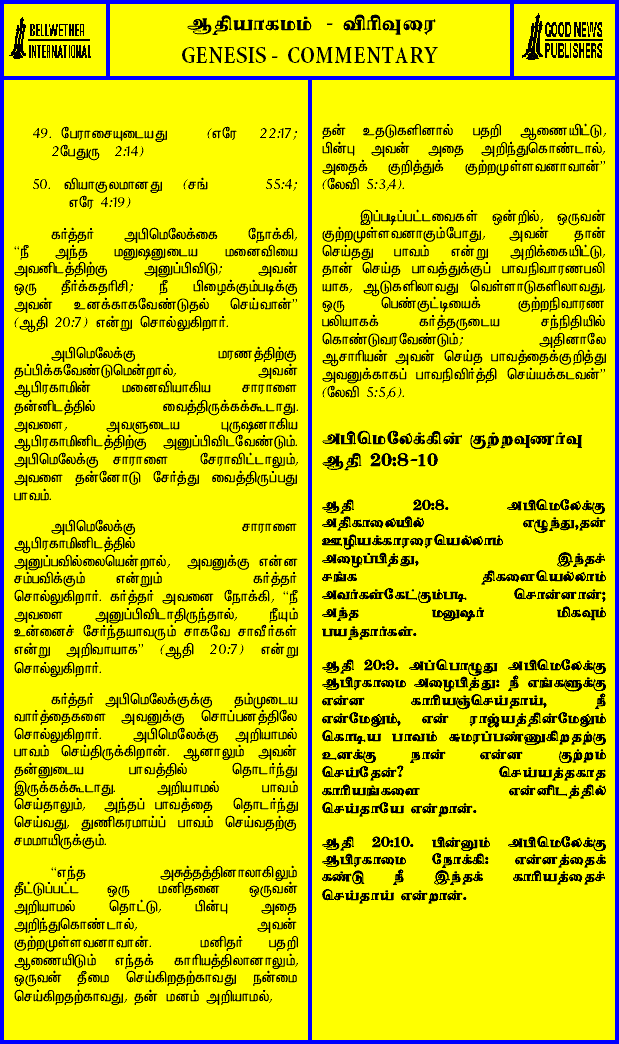 BELLWETHER
INTERNATIONAL
ஆதியாகமம் - விரிவுரை
GENESIS - COMMENTARY
GOOD NEWS
PUBLISHERS
49. பேராசையுடையது (எரே 22:17;
2பேதுரு 2:14)
50. வியாகுலமானது (சங் 55:4;
எரே 4:19)
கர்த்தர் அபிமெலேக்கை நோக்கி,
“நீ அந்த மனுஷனுடைய மனைவியை
அவனிடத்திற்கு அனுப்பிவிடு; அவன்
ஒரு தீர்க்கதரிசி; நீ பிழைக்கும்படிக்கு
அவன் உனக்காகவேண்டுதல் செய்வான்”
(ஆதி 20:7) என்று சொல்லுகிறார்.
அபிமெலேக்கு மரணத்திற்கு
தப்பிக்கவேண்டுமென்றால், அவன்
ஆபிரகாமின் மனைவியாகிய சாராளை
தன்னிடத்தில் வைத்திருக்கக்கூடாது.
அவளை, அவளுடைய புருஷனாகிய
ஆபிரகாமினிடத்திற்கு அனுப்பிவிடவேண்டும்.
அபிமெலேக்கு சாராளை சேராவிட்டாலும்,
அவளை தன்னோடு சேர்த்து வைத்திருப்பது
பாவம்.
அபிமெலேக்கு சாராளை
ஆபிரகாமினிடத்தில்
அனுப்பவில்லையென்றால், அவனுக்கு என்ன
சம்பவிக்கும் என்றும் கர்த்தர்
சொல்லுகிறார். கர்த்தர் அவனை நோக்கி, “நீ
அவளை அனுப்பிவிடாதிருந்தால், நீயும்
உன்னைச் சேர்ந்தயாவரும் சாகவே சாவீர்கள்
என்று அறிவாயாக” (ஆதி 20:7) என்று
சொல்லுகிறார்.
கர்த்தர் அபிமெலேக்குக்கு தம்முடைய
வார்த்தைகளை அவனுக்கு சொப்பனத்திலே
சொல்லுகிறார். அபிமெலேக்கு அறியாமல்
பாவம் செய்திருக்கிறான். ஆனாலும் அவன்
தன்னுடைய பாவத்தில் தொடர்ந்து
இருக்கக்கூடாது. அறியாமல் பாவம்
செய்தாலும், அந்தப் பாவத்தை தொடர்ந்து
செய்வது, துணிகரமாய்ப் பாவம் செய்வதற்கு
சமமாயிருக்கும்.
“எந்த அசுத்தத்தினாலாகிலும்
தீட்டுப்பட்ட ஒரு மனிதனை ஒருவன்
அறியாமல் தொட்டு, பின்பு அதை
அறிந்துகொண்டால், அவன்
குற்றமுள்ளவனாவான். மனிதர் பதறி
ஆணையிடும் எந்தக் காரியத்திலானாலும்,
ஒருவன் தீமை செய்கிறதற்காவது நன்மை
செய்கிறதற்காவது, தன் மனம் அறியாமல்,
தன் உதடுகளினால் பதறி ஆணையிட்டு,
பின்பு அவன் அதை அறிந்துகொண்டால்,
அதைக் குறித்துக் குற்றமுள்ளவனாவான்”
(லேவி 5:3,4).
இப்படிப்பட்டவைகள் ஒன்றில், ஒருவன்
குற்றமுள்ளவனாகும்போது, அவன் தான்
செய்தது பாவம் என்று அறிக்கையிட்டு,
தான் செய்த பாவத்துக்குப் பாவநிவாரணபலி
யாக, ஆடுகளிலாவது வெள்ளாடுகளிலாவது,
ஒரு பெண்குட்டியைக் குற்றநிவாரண
பலியாகக் கர்த்தருடைய சந்நிதியில்
கொண்டுவரவேண்டும்; அதினாலே
ஆசாரியன் அவன் செய்த பாவத்தைக்குறித்து
அவனுக்காகப் பாவநிவிர்த்தி செய்யக்கடவன்”
(லேவி 5:5,6).
அபிமெலேக்கின் குற்றவுணர்வு
ஆதி 20:8-10
ஆதி 20:8. அபிமெலேக்கு
அதிகாலையில் எழுந்து,தன்
ஊழியக்காரரையெல்லாம்
அழைப்பித்து, இந்தச்
சங்க திகளையெல்லாம்
அவர்கள்கேட்கும்படி சொன்னான்;
அந்த மனுஷர் மிகவும்
பயந்தார்கள்.
ஆதி 20:9. அப்பொழுது அபிமெலேக்கு
ஆபிரகாமை அழைபித்து: நீ எங்களுக்கு
என்ன காரியஞ்செய்தாய், நீ
என்மேலும், என் ராஜ்யத்தின்மேலும்
கொடிய பாவம் சுமரப்பண்ணுகிறதற்கு
உனக்கு நான் என்ன குற்றம்
செய்தேன்? செய்யத்தகாத
காரியங்களை என்னிடத்தில்
செய்தாயே என்றான்.
ஆதி 20:10. பின்னும் அபிமெலேக்கு
ஆபிரகாமை நோக்கி: என்னத்தைக்
கண்டு நீ இந்தக் காரியத்தைச்
செய்தாய் என்றான்.